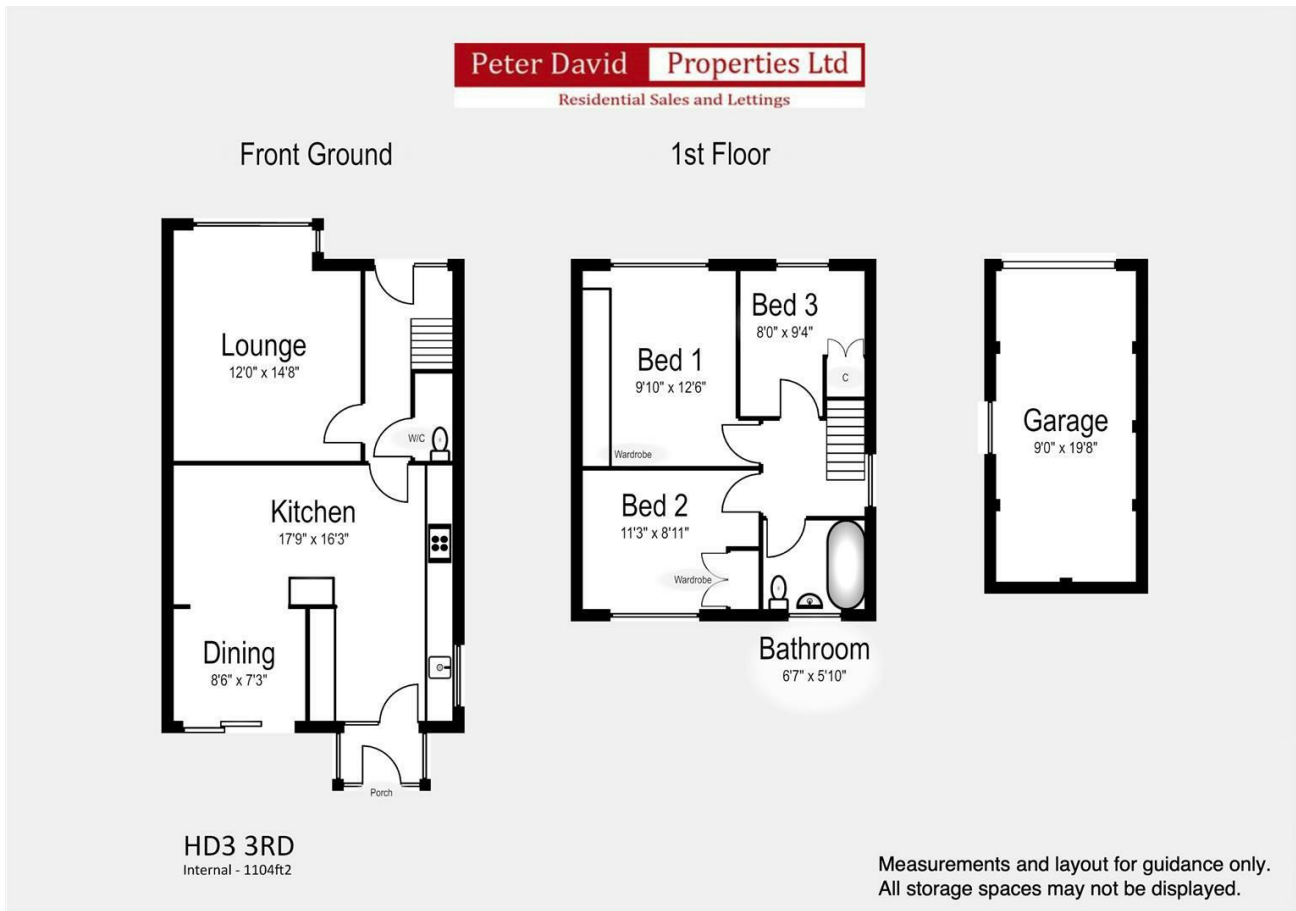 Peter David Properties Ltd
Residential Sales and Lettings
Front Ground
1st Floor
Lounge
12'0" x 14'8"
W/C
Kitchen
17'9" x 16'3"
Dining
8'6" x 7'3"
Porch
Bed 1
9'10" x 12'6"
Wardrobe
Bed 3
8'0" x 9'4"
C
Bed 2
11'3" x 8'11"
Wardrobe
Bathroom
6'7" x 5'10"
Garage
9'0" x 19'8"
HD3 3RD
Internal - 1104ft2
Measurements and layout for guidance only.
All storage spaces may not be displayed.